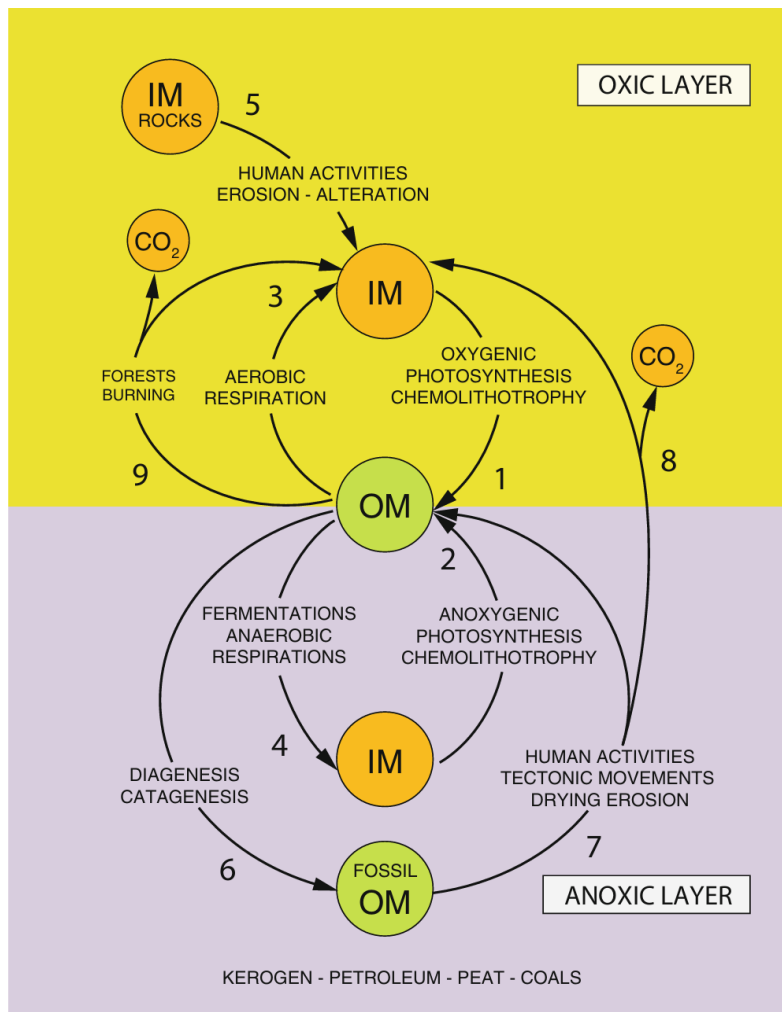 OXIC LAYER
IM
ROCKS
5
HUMAN ACTIVITIES
EROSION - ALTERATION
CO2
IM
3
CO2
FORESTS
BURNING
AEROBIC
RESPIRATION
OXYGENIC
PHOTOSYNTHESIS
CHEMOLITHOTROPHY
9
1
8
OM
2
FERMENTATIONS
ANAEROBIC
RESPIRATIONS
ANOXYGENIC
PHOTOSYNTHESIS
CHEMOLITHOTROPHY
4
IM
DIAGENESIS
CATAGENESIS
HUMAN ACTIVITIES
TECTONIC MOVEMENTS
DRYING EROSION
6
7
FOSSIL
OM
ANOXIC LAYER
KEROGEN - PETROLEUM - PEAT - COALS